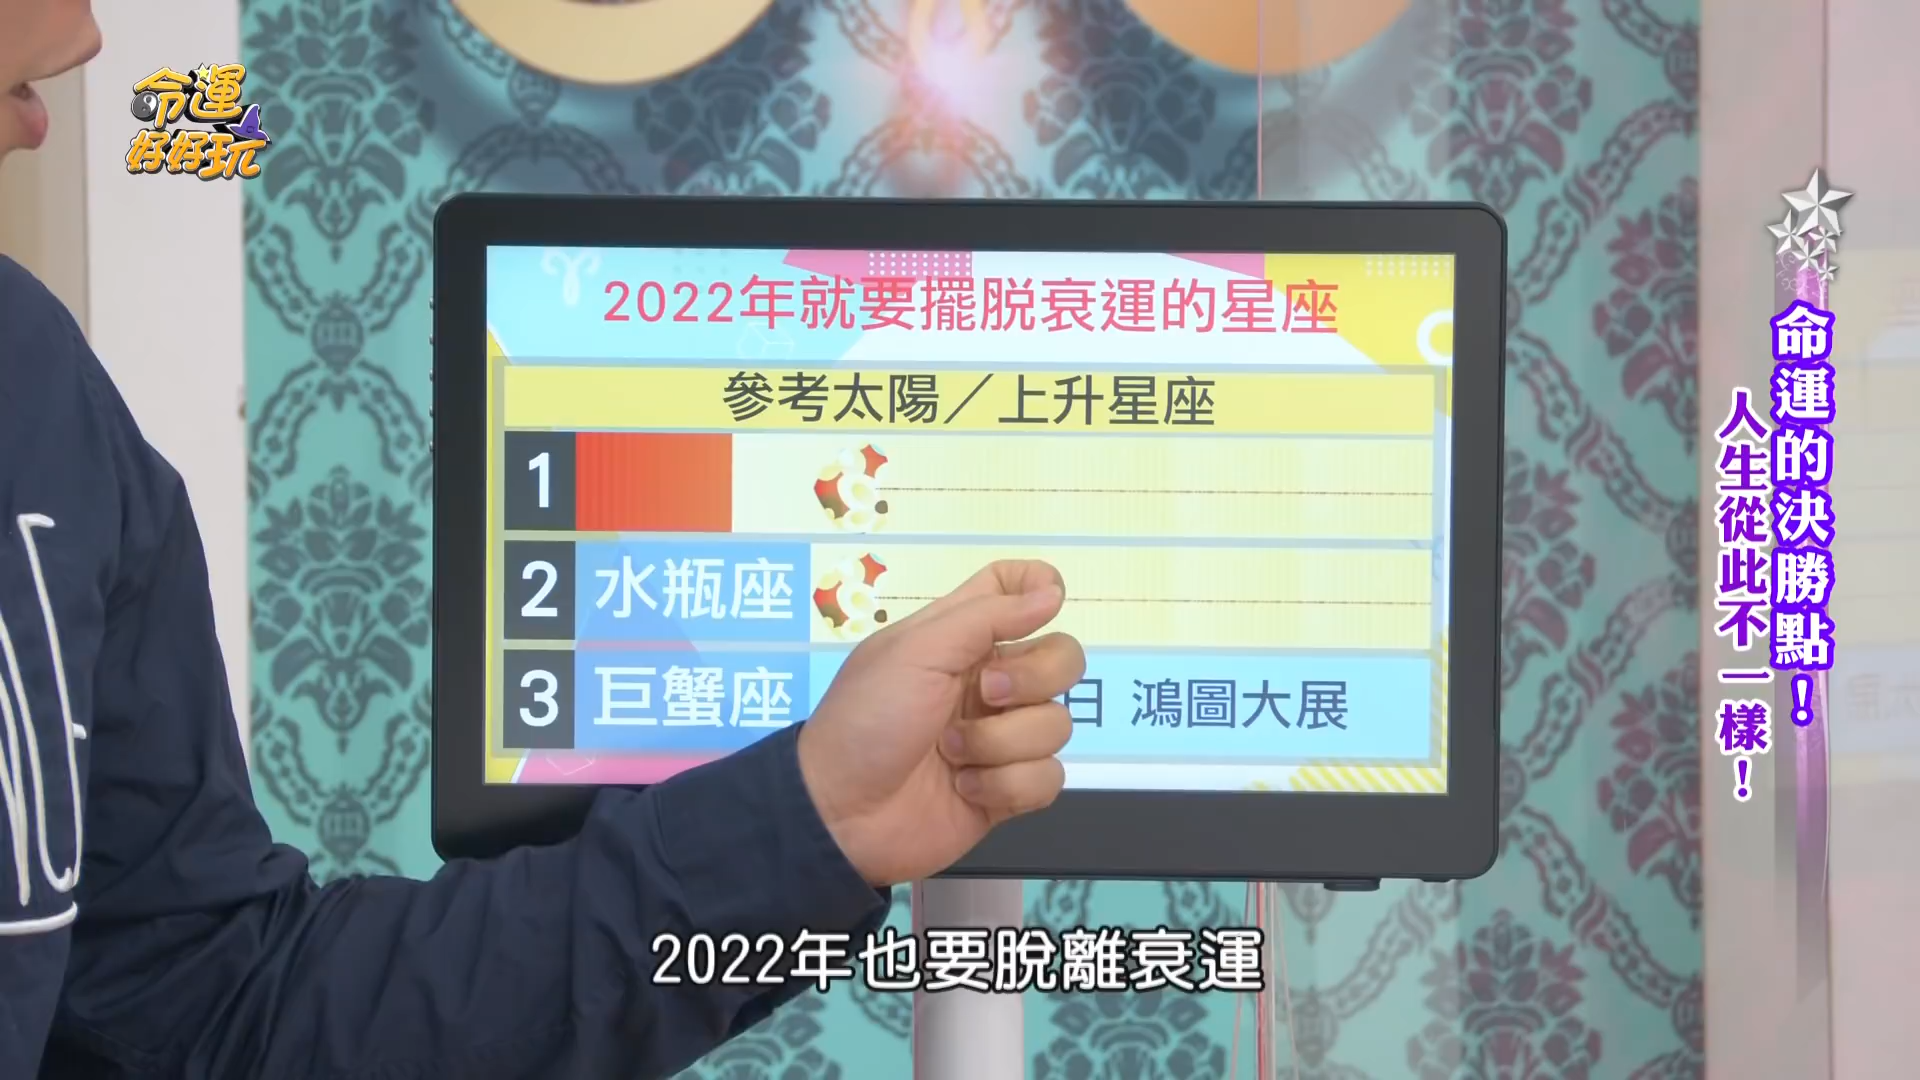 命運
好好玩
2022年就要擺脫衰運的星座
參考太陽／上升星座
1
2 水瓶座
3 巨蟹座 日 鴻圖大展
命運的決勝點！
人生從此不一樣！
2022年也要脫離衰運